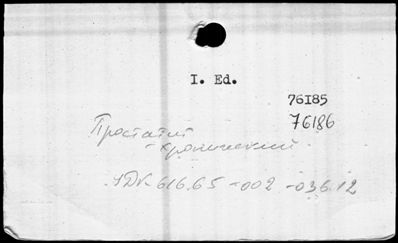 I. Ed.
76185
76186
Простатит
- хронический.
УДК 616.65-002-036.12